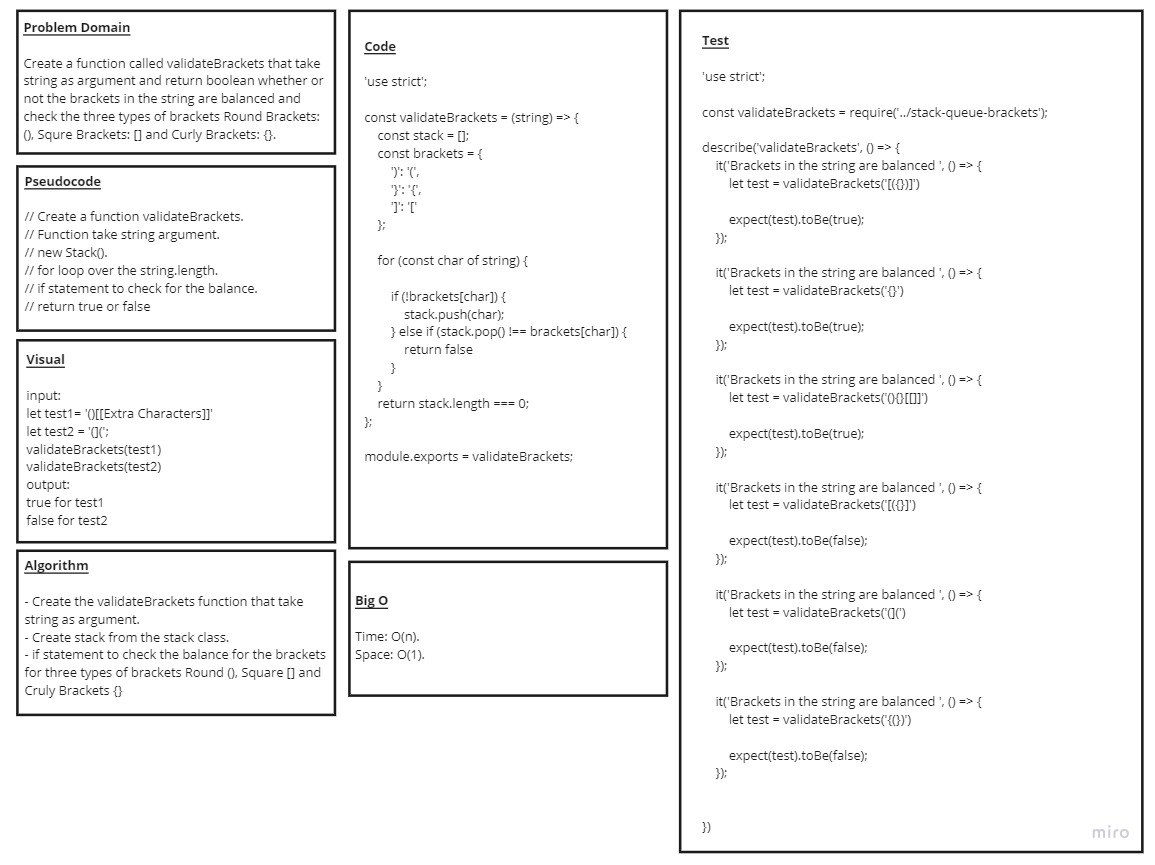 Problem Domain
Create a function called validateBrackets that take
string as argument and return boolean whether or
not the brackets in the string are balanced and
check the three types of brackets Round Brackets:
(), Squre Brackets: [] and Curly Brackets: {}.
Pseudocode
// Create a function validateBrackets.
// Function take string argument.
// new Stack().
// for loop over the string.length.
// if statement to check for the balance.
// return true or false
Visual
input:
let test1= '()[[Extra Characters]]'
let test2 = '(](';
validateBrackets(test1)
validateBrackets(test2)
output:
true for test1
false for test2
Algorithm
- Create the validateBrackets function that take
string as argument.
- Create stack from the stack class.
- if statement to check the balance for the brackets
for three types of brackets Round (), Square [] and
Cruly Brackets {}
Code
'use strict';
const validateBrackets = (string) => {
const stack = [];
const brackets = {
')': '(',
'}': '{',
']': '['
};
for (const char of string) {
if (!brackets[char]) {
stack.push(char);
} else if (stack.pop() !== brackets[char]) {
return false
}
}
return stack.length === 0;
};
module.exports = validateBrackets;
Big O
Time: O(n).
Space: O(1).
Test
'use strict';
const validateBrackets = require('../stack-queue-brackets');
describe('validateBrackets', () => {
it('Brackets in the string are balanced ', () => {
let test = validateBrackets('[({})]')
expect(test).toBe(true);
});
it('Brackets in the string are balanced ', () => {
let test = validateBrackets('{}')
expect(test).toBe(true);
});
it('Brackets in the string are balanced ', () => {
let test = validateBrackets('(){}[[]]')
expect(test).toBe(true);
});
it('Brackets in the string are balanced ', () => {
let test = validateBrackets('[({}]')
expect(test).toBe(false);
});
it('Brackets in the string are balanced ', () => {
let test = validateBrackets('(](')
expect(test).toBe(false);
});
it('Brackets in the string are balanced ', () => {
let test = validateBrackets('{(})')
expect(test).toBe(false);
});
})
miro